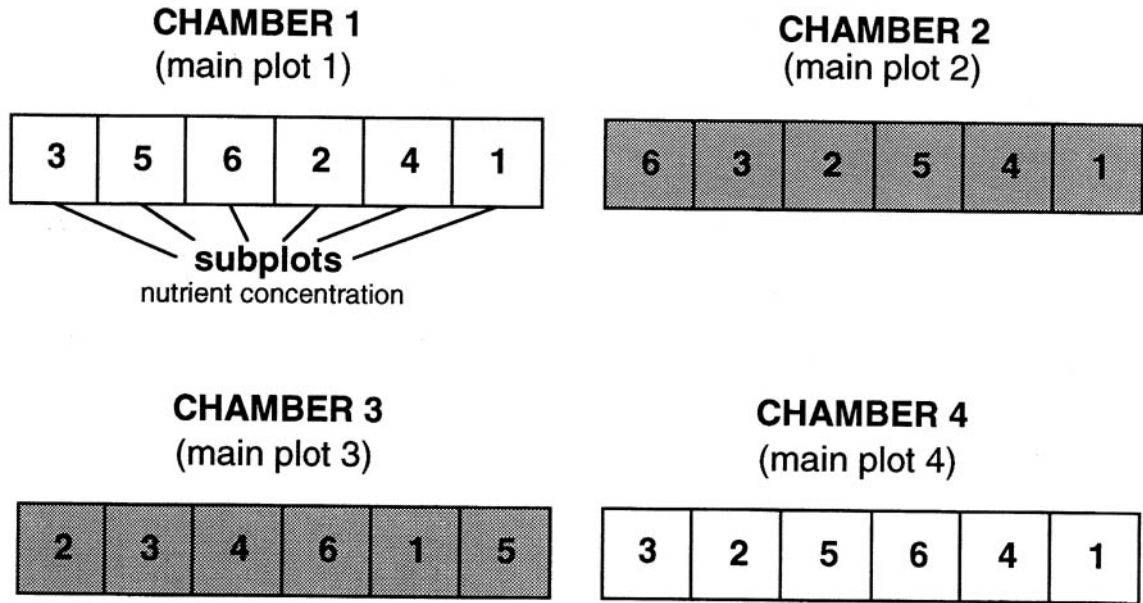 CHAMBER 1
(main plot 1)
3 5 6 2 4 1
subplots
nutrient concentration
CHAMBER 2
(main plot 2)
6 3 2 5 4 1
CHAMBER 3
(main plot 3)
2 3 4 6 1 5
CHAMBER 4
(main plot 4)
3 2 5 6 4 1